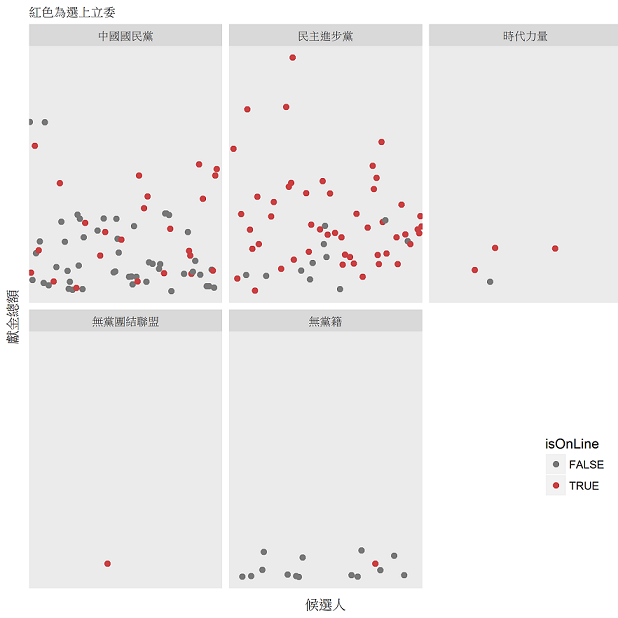 紅色為選上立委
中國國民黨
民主進步黨
時代力量
獻金總額
無黨團結聯盟
無黨籍
isOnLine
FALSE
TRUE
候選人